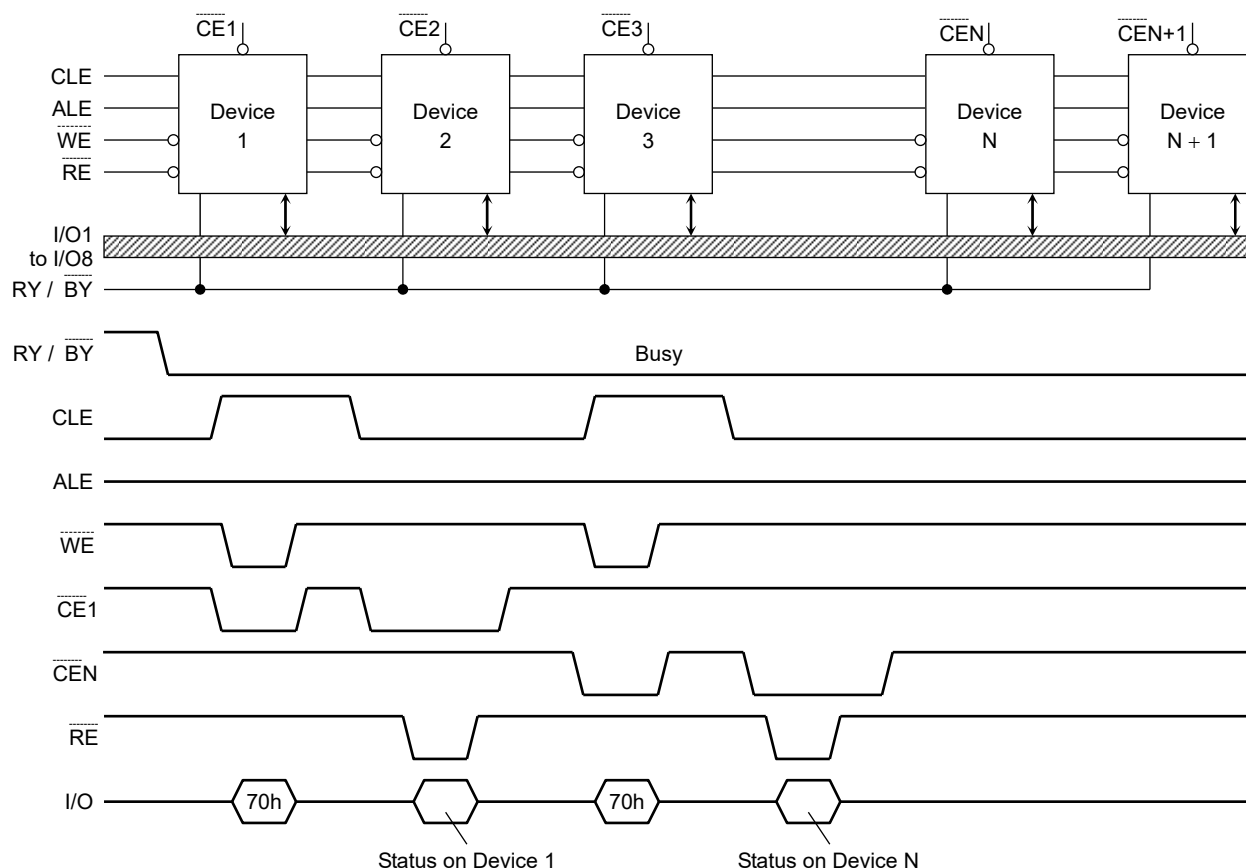 CE1 CE2 CE3 CEN CEN+1
CLE
ALE
WE
RE
Device 1
Device 2
Device 3
Device N
Device N + 1
I/O1 to I/O8
RY / BY
RY / BY
Busy
CLE
ALE
WE
CE1
CEN
RE
I/O
70h
70h
Status on Device 1
Status on Device N